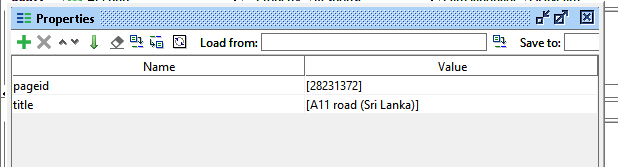 Properties
Load from: Save to:
Name Value
pageid [28231372]
title [A11 road (Sri Lanka)]